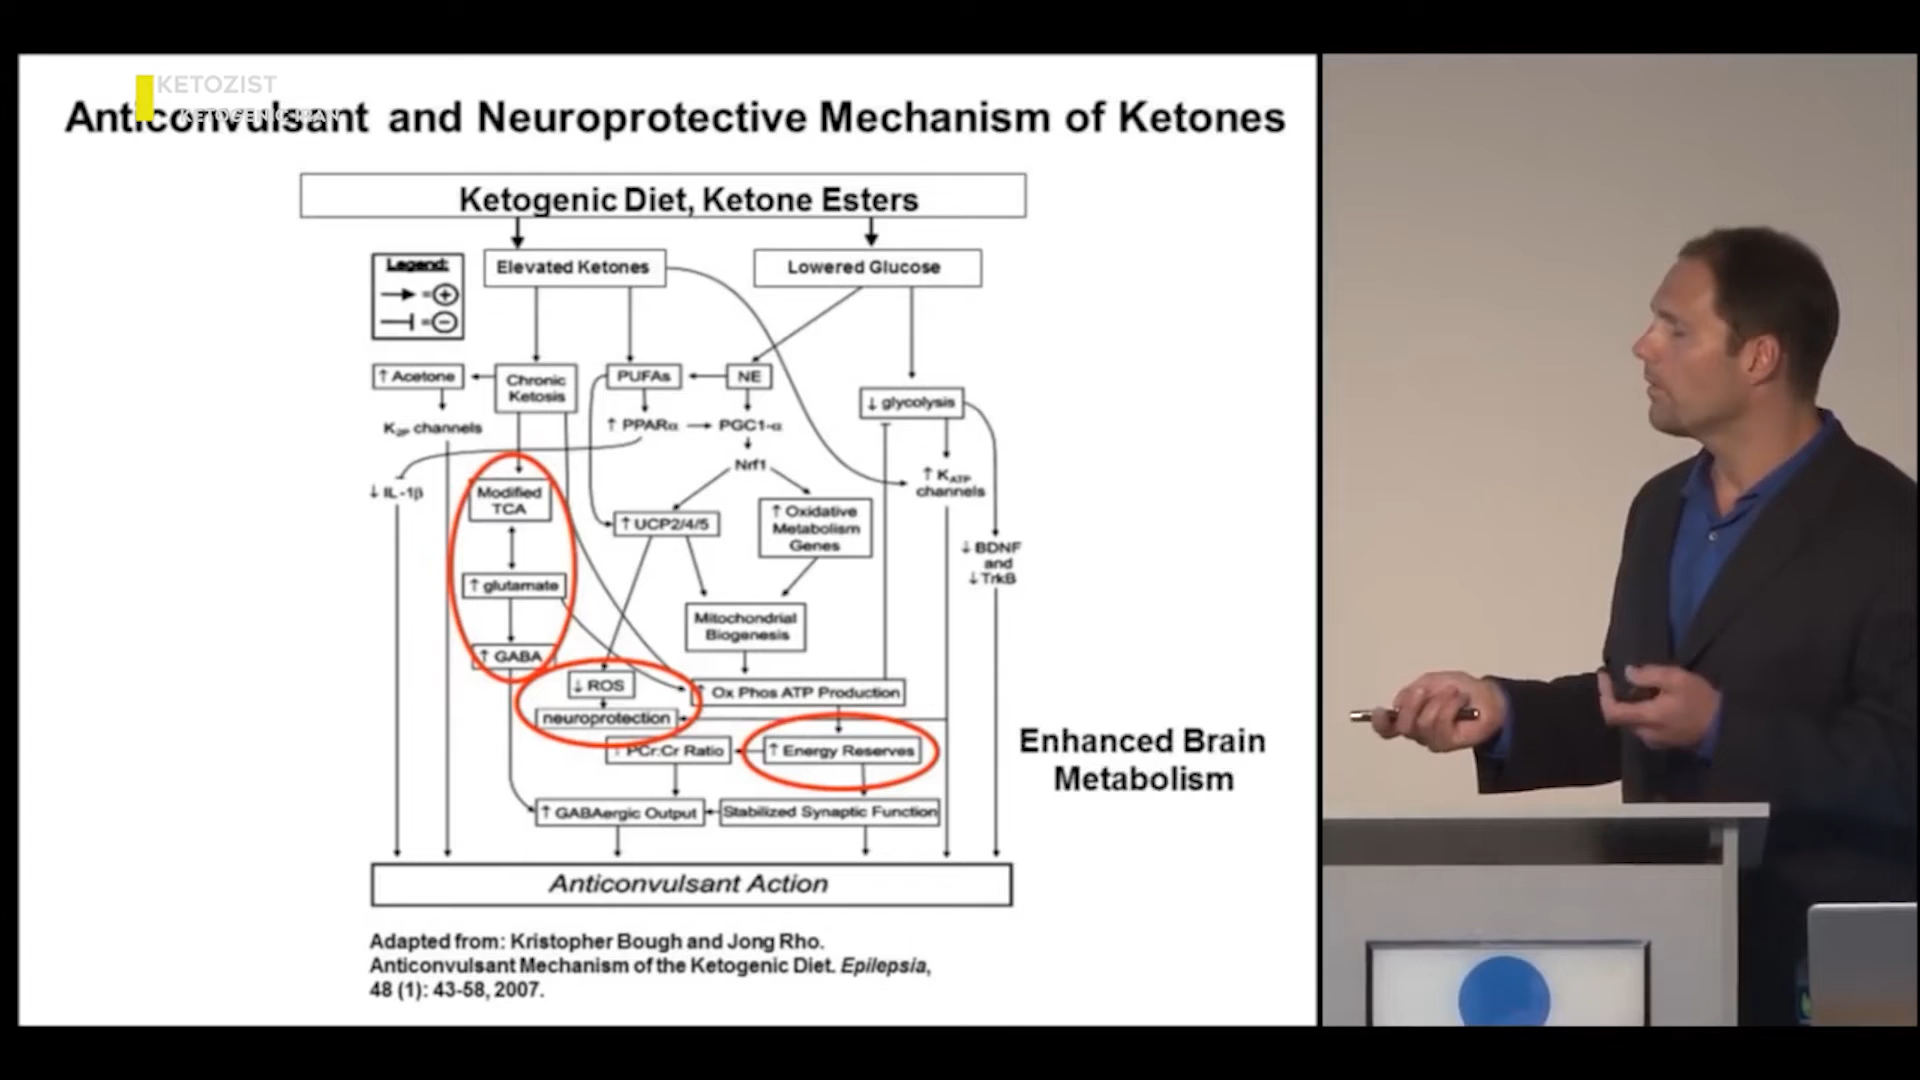 KETOZIST
KETOGENIC IRAN
Anticonvulsant and Neuroprotective Mechanism of Ketones
Ketogenic Diet, Ketone Esters
Legend:
=+
=−
Elevated Ketones
Lowered Glucose
↑ Acetone
Chronic
Ketosis
PUFAs
NE
↓ glycolysis
K2P channels
↑ PPARα
PGC1-α
Nrf1
↑ KATP
channels
↓ IL-1β
Modified
TCA
↑ UCP2/4/5
↑ Oxidative
Metabolism
Genes
↓ BDNF
and
↓ TrkB
↑ glutamate
Mitochondrial
Biogenesis
↑ GABA
↓ ROS
↑ Ox Phos ATP Production
neuroprotection
↑ PCr:Cr Ratio
↑ Energy Reserves
Enhanced Brain
Metabolism
↑ GABAergic Output
Stabilized Synaptic Function
Anticonvulsant Action
Adapted from: Kristopher Bough and Jong Rho.
Anticonvulsant Mechanism of the Ketogenic Diet. Epilepsia,
48 (1): 43-58, 2007.